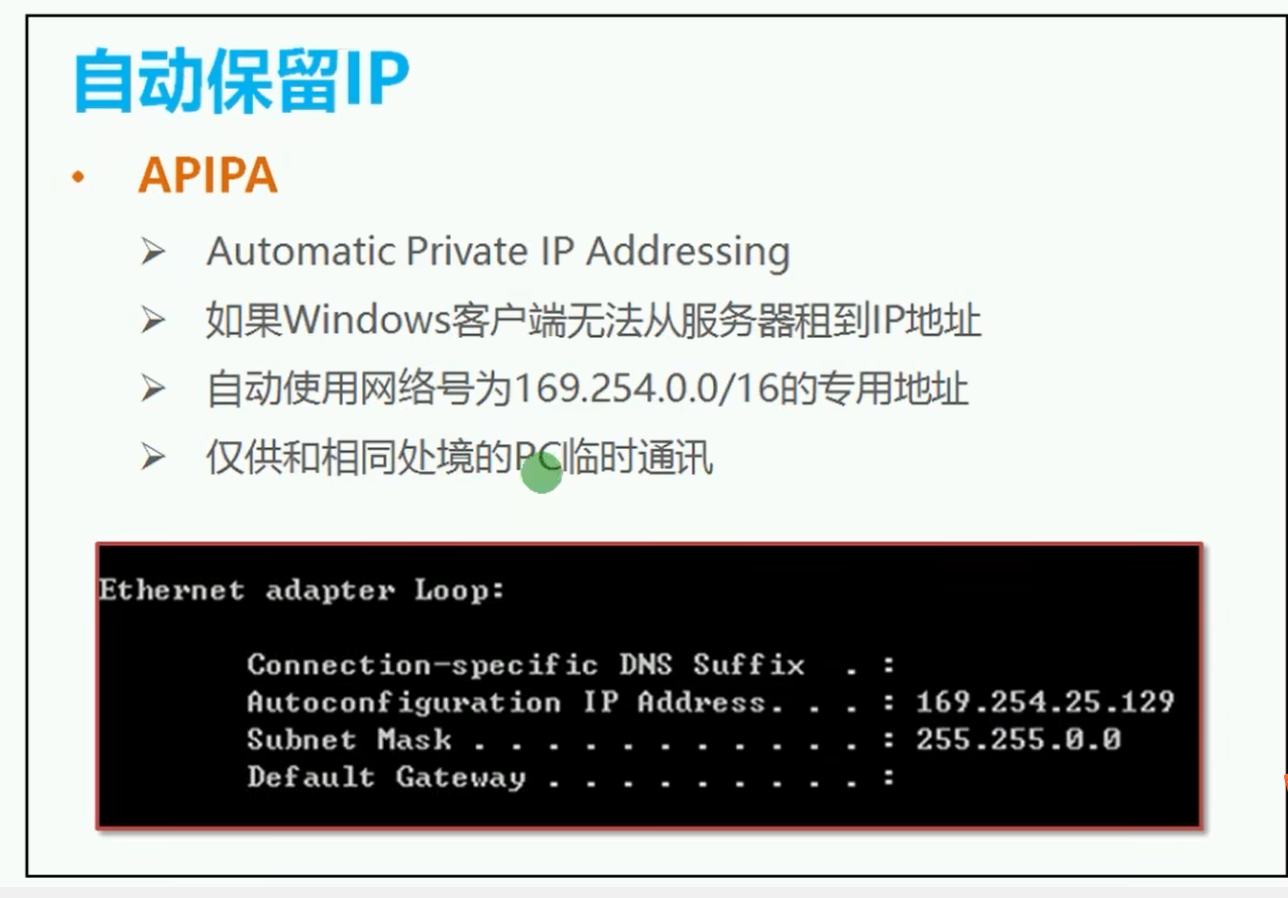 自动保留IP
• APIPA
➢ Automatic Private IP Addressing
➢ 如果Windows客户端无法从服务器租到IP地址
➢ 自动使用网络号为169.254.0.0/16的专用地址
➢ 仅供和相同处境的PC临时通讯
Ethernet adapter Loop:
Connection-specific DNS Suffix . :
Autoconfiguration IP Address. . . : 169.254.25.129
Subnet Mask . . . . . . . . . . . : 255.255.0.0
Default Gateway . . . . . . . . . :